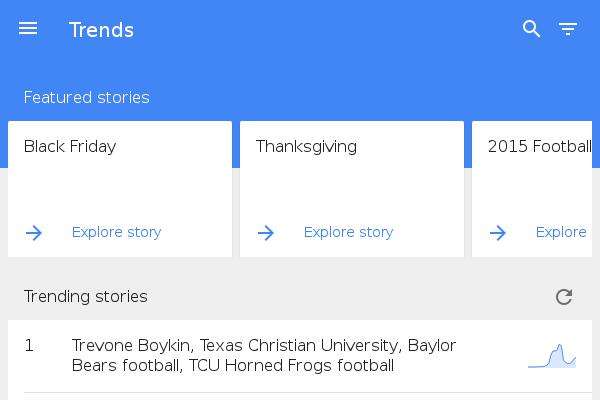 Trends
Featured stories
Black Friday
Thanksgiving
2015 Football
Explore story
Explore story
Explore
Trending stories
1
Trevone Boykin, Texas Christian University, Baylor
Bears football, TCU Horned Frogs football